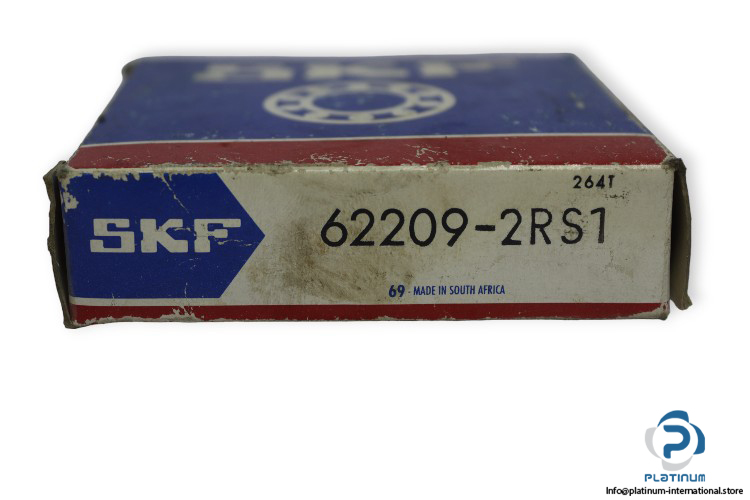 SKF
264T
SKF
62209-2RS1
69 - MADE IN SOUTH AFRICA
PLATINUM
Info@platinum-international.store